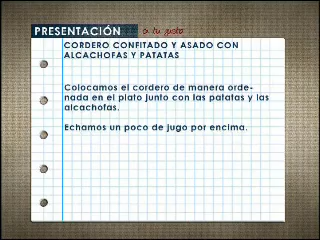 PRESENTACIÓN a tu gusto
CORDERO CONFITADO Y ASADO CON
ALCACHOFAS Y PATATAS
Colocamos el cordero de manera orde-
nada en el plato junto con las patatas y las
alcachofas.
Echamos un poco de jugo por encima.